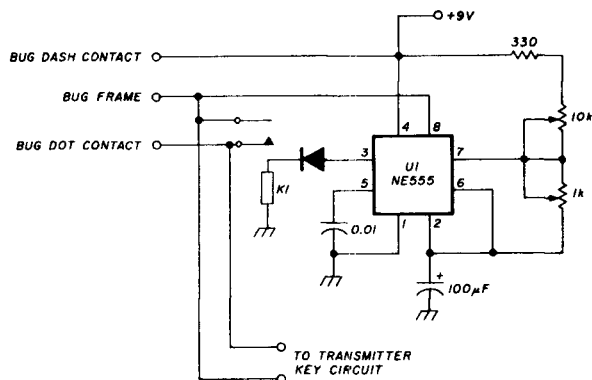 +9V
330
BUG DASH CONTACT
BUG FRAME
10k
BUG DOT CONTACT
4 8
3 U1 7
NE555
K1
5 6
1k
0.01
1 2
+
100µF
TO TRANSMITTER
KEY CIRCUIT